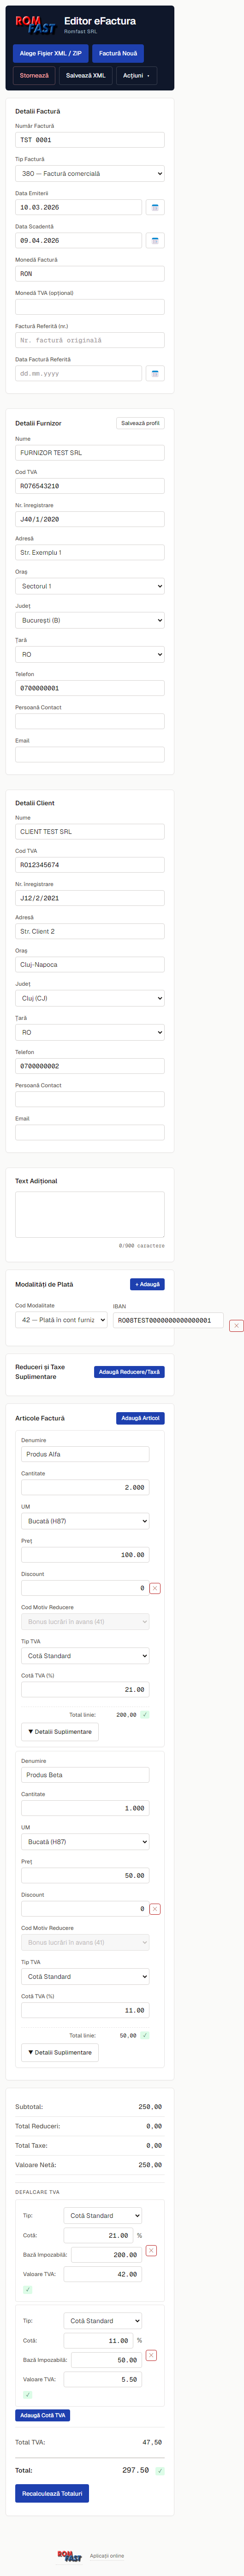 ROM FAST
Editor eFactura
Romfast SRL
Alege Fișier XML / ZIP
Factură Nouă
Stornează
Salvează XML
Acțiuni
Detalii Factură
Număr Factură
TST 0001
Tip Factură
380 — Factură comercială
Data Emiterii
10.03.2026
Data Scadentă
09.04.2026
Monedă Factură
RON
Monedă TVA (opțional)
Factură Referită (nr.)
Nr. factură originală
Data Factură Referită
dd.mm.yyyy
Detalii Furnizor
Salvează profil
Nume
FURNIZOR TEST SRL
Cod TVA
RO76543210
Nr. înregistrare
J40/1/2020
Adresă
Str. Exemplu 1
Oraș
Sectorul 1
Județ
București (B)
Țară
RO
Telefon
0700000001
Persoană Contact
Email
Detalii Client
Nume
CLIENT TEST SRL
Cod TVA
RO12345674
Nr. înregistrare
J12/2/2021
Adresă
Str. Client 2
Oraș
Cluj-Napoca
Județ
Cluj (CJ)
Țară
RO
Telefon
0700000002
Persoană Contact
Email
Text Adițional
0/900 caractere
Modalități de Plată
+ Adaugă
Cod Modalitate
IBAN
42 — Plată în cont furniz
RO08TEST0000000000000001
Reduceri și Taxe Suplimentare
Adaugă Reducere/Taxă
Articole Factură
Adaugă Articol
Denumire
Produs Alfa
Cantitate
2.000
UM
Bucată (H87)
Preț
100.00
Discount
0
Cod Motiv Reducere
Bonus lucrări în avans (41)
Tip TVA
Cotă Standard
Cotă TVA (%)
21.00
Total linie: 200,00 ✓
▼ Detalii Suplimentare
Denumire
Produs Beta
Cantitate
1.000
UM
Bucată (H87)
Preț
50.00
Discount
0
Cod Motiv Reducere
Bonus lucrări în avans (41)
Tip TVA
Cotă Standard
Cotă TVA (%)
11.00
Total linie: 50,00 ✓
▼ Detalii Suplimentare
Subtotal: 250,00
Total Reduceri: 0,00
Total Taxe: 0,00
Valoare Netă: 250,00
DEFALCARE TVA
Tip: Cotă Standard
Cotă: 21.00 %
Bază Impozabilă: 200.00
Valoare TVA: 42.00
✓
Tip: Cotă Standard
Cotă: 11.00 %
Bază Impozabilă: 50.00
Valoare TVA: 5.50
✓
Adaugă Cotă TVA
Total TVA: 47,50
Total: 297.50 ✓
Recalculează Totaluri
ROM FAST
Aplicații online